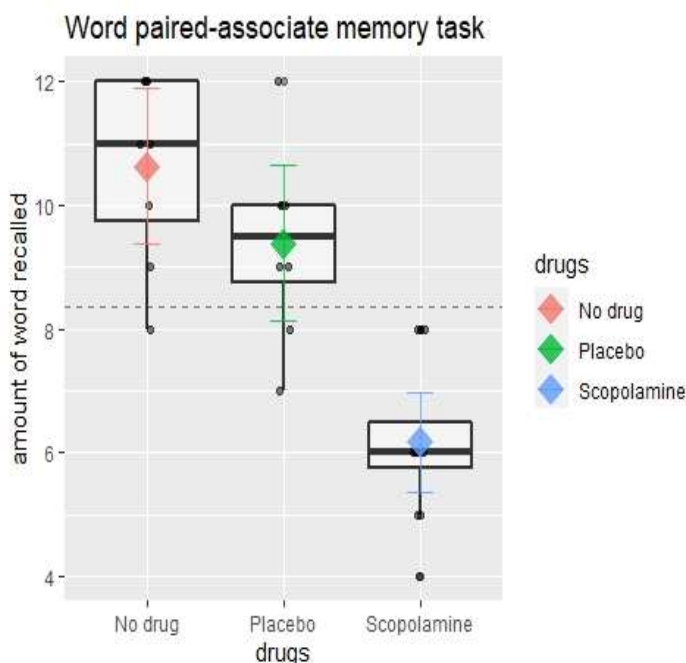 Word paired-associate memory task
amount of word recalled
12
10
8
6
4
No drug
Placebo
Scopolamine
drugs
drugs
No drug
Placebo
Scopolamine